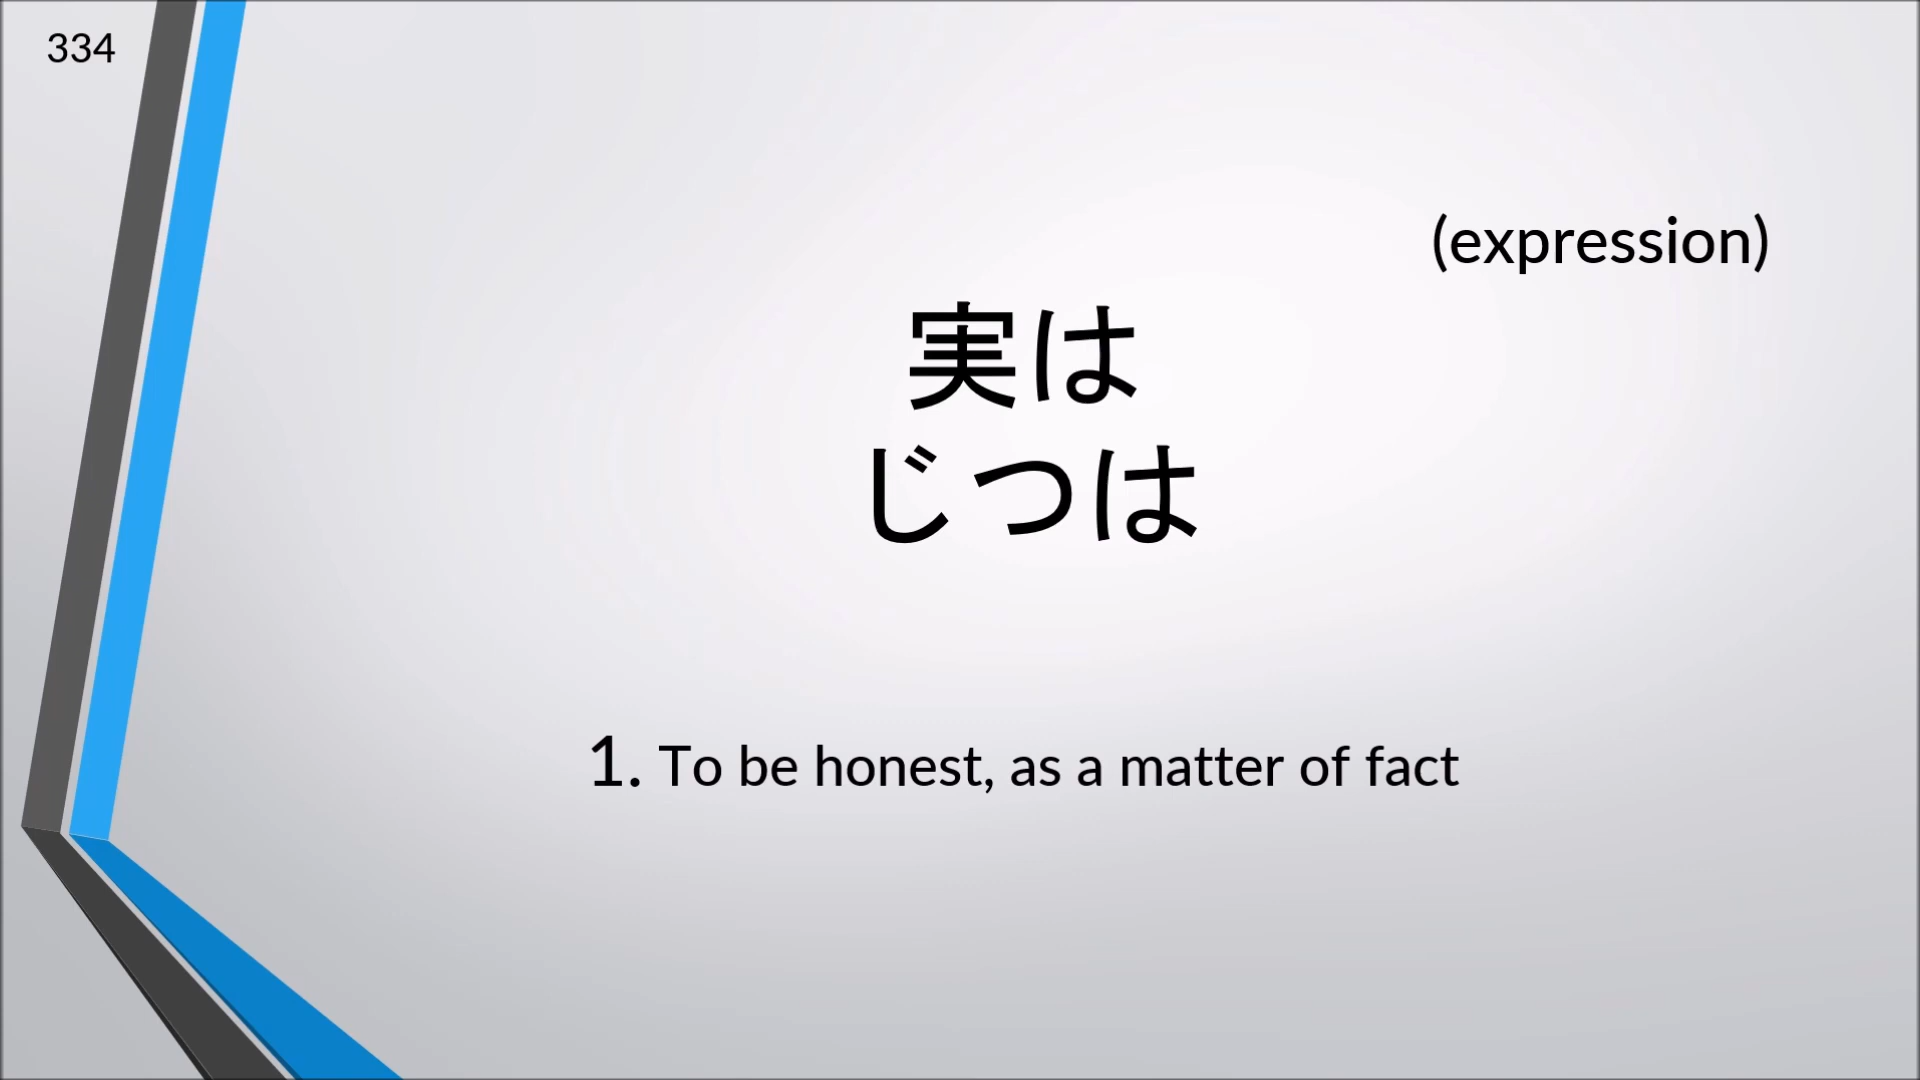 334
(expression)
実は
じつは
1. To be honest, as a matter of fact